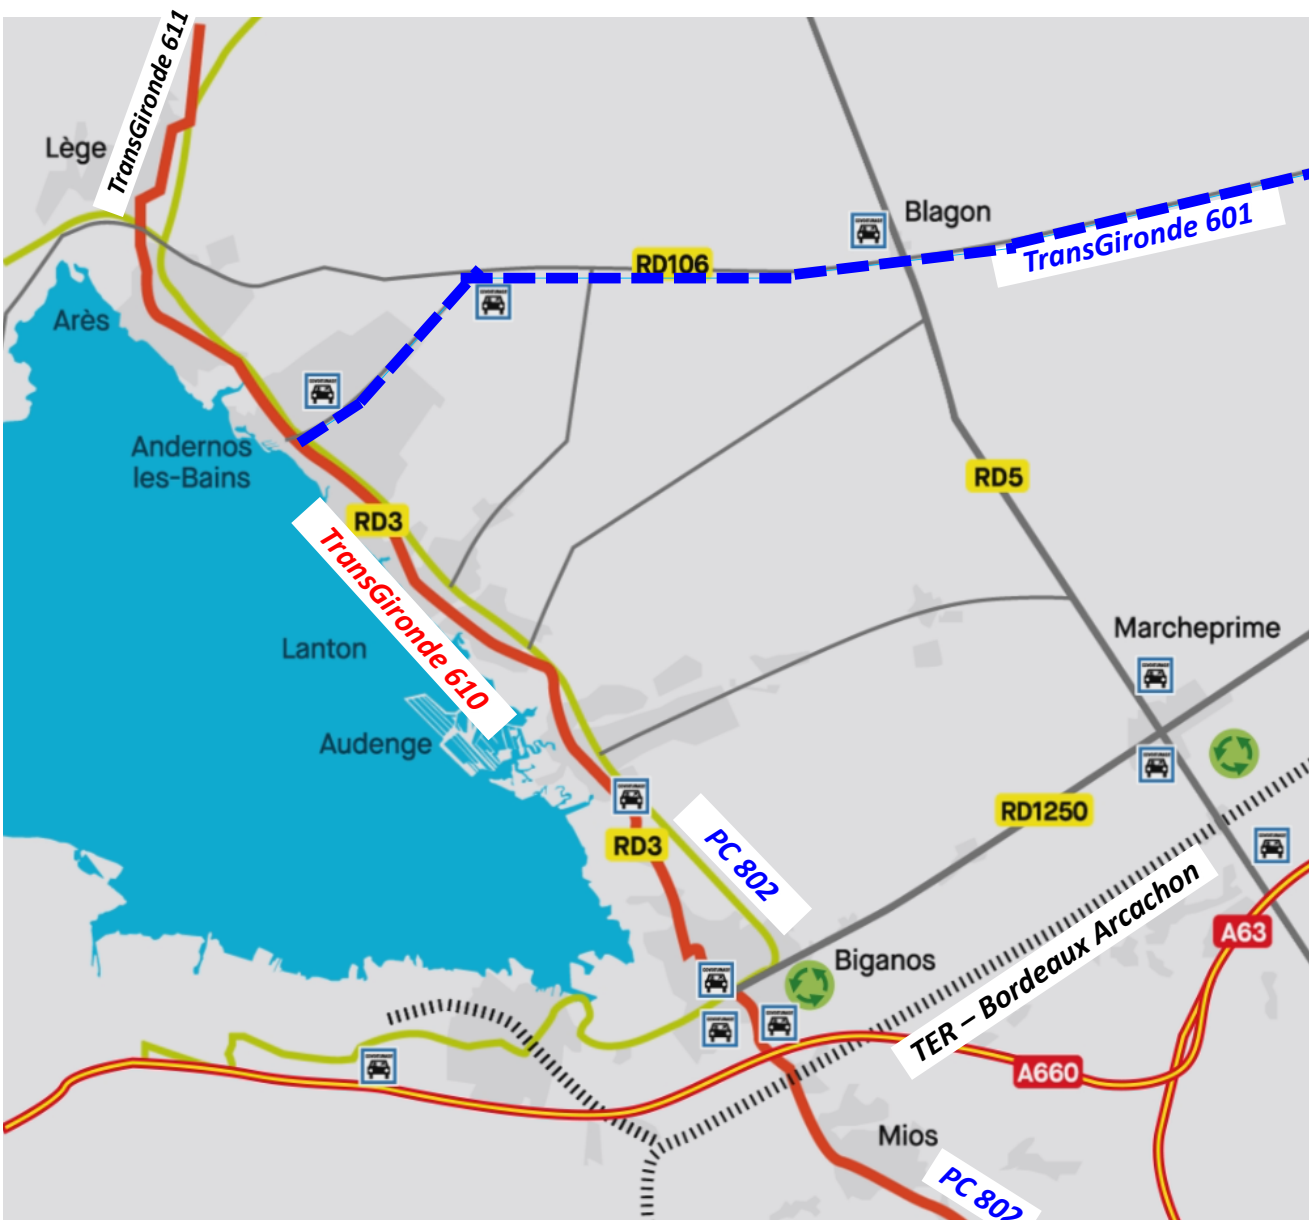 TransGironde 611
Lège
Blagon
TransGironde 601
RD106
Arès
Andernos
les-Bains
RD5
RD3
TransGironde 610
Marcheprime
Lanton
Audenge
RD1250
RD3
PC 802
TER – Bordeaux Arcachon
A63
Biganos
A660
Mios
PC 802